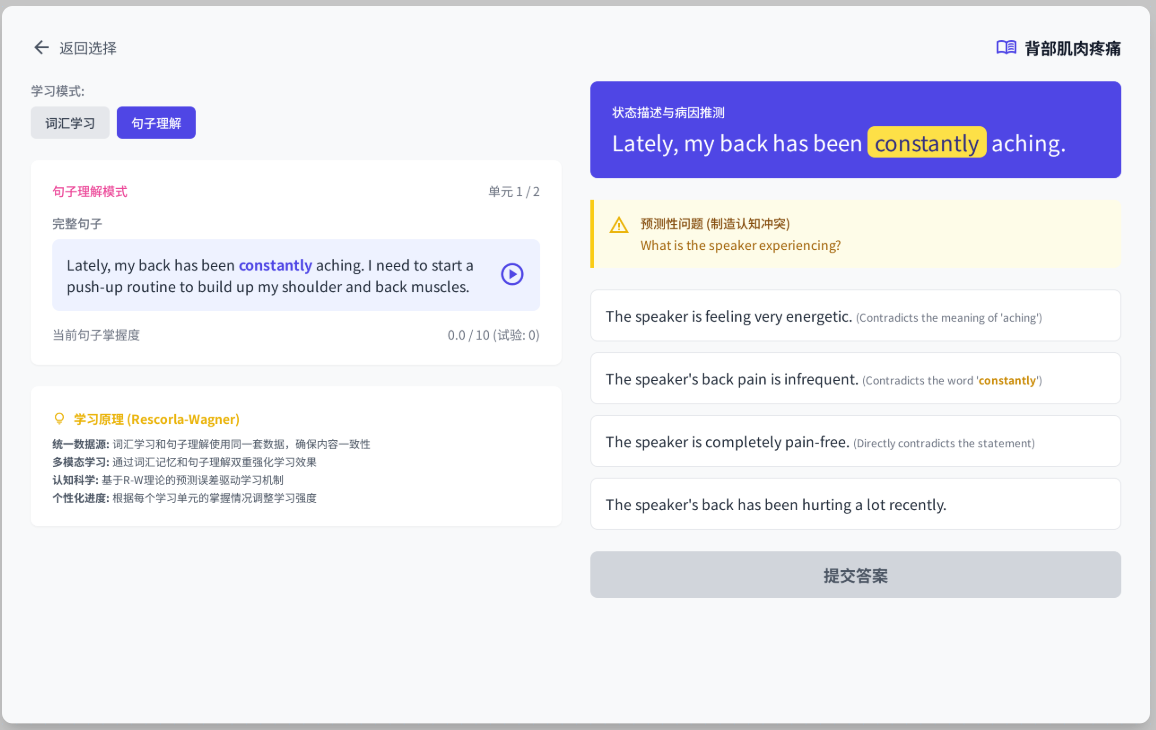 返回选择
背部肌肉疼痛
学习模式:
词汇学习
句子理解
句子理解模式
单元 1 / 2
完整句子
Lately, my back has been constantly aching. I need to start a
push-up routine to build up my shoulder and back muscles.
当前句子掌握度
0.0 / 10 (试验: 0)
学习原理 (Rescorla-Wagner)
统一数据源: 词汇学习和句子理解使用同一套数据，确保内容一致性
多模态学习: 通过词汇记忆和句子理解双重强化学习效果
认知科学: 基于R-W理论的预测误差驱动学习机制
个性化进度: 根据每个学习单元的掌握情况调整学习强度
状态描述与病因推测
Lately, my back has been constantly aching.
预测性问题 (制造认知冲突)
What is the speaker experiencing?
The speaker is feeling very energetic. (Contradicts the meaning of 'aching')
The speaker's back pain is infrequent. (Contradicts the word 'constantly')
The speaker is completely pain-free. (Directly contradicts the statement)
The speaker's back has been hurting a lot recently.
提交答案